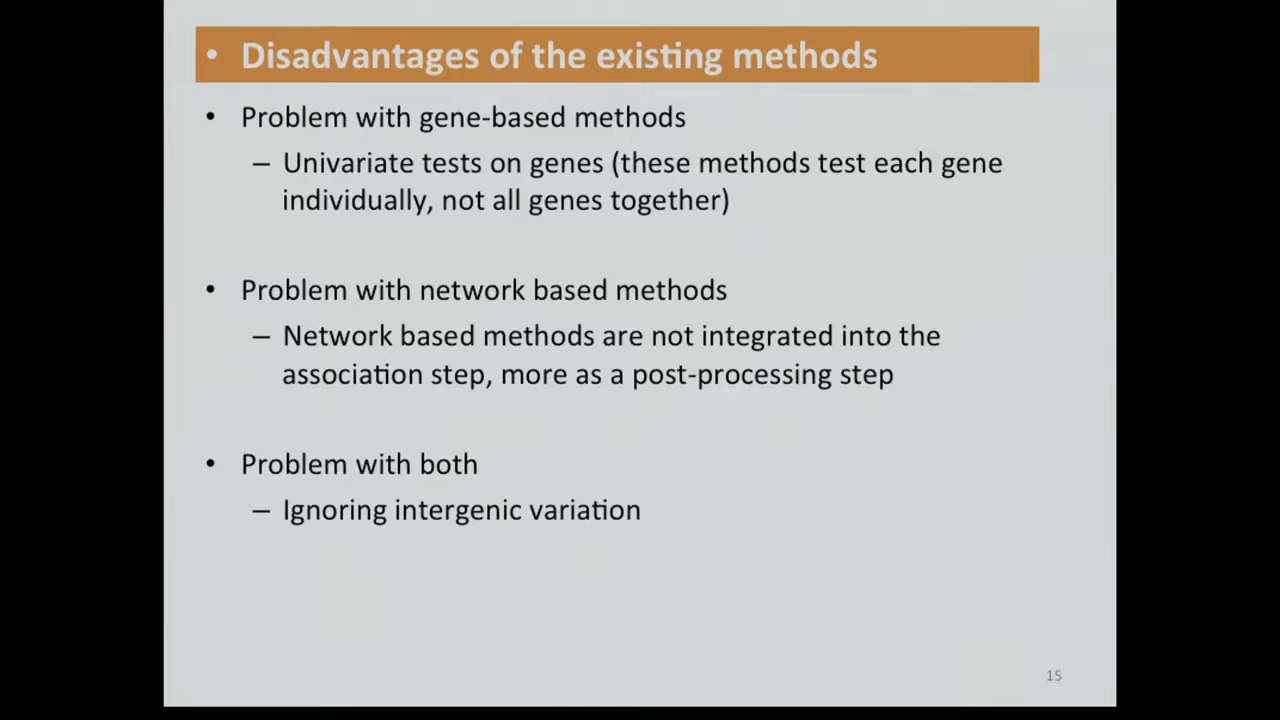 • Disadvantages of the existing methods
• Problem with gene-based methods
– Univariate tests on genes (these methods test each gene
individually, not all genes together)
• Problem with network based methods
– Network based methods are not integrated into the
association step, more as a post-processing step
• Problem with both
– Ignoring intergenic variation
15